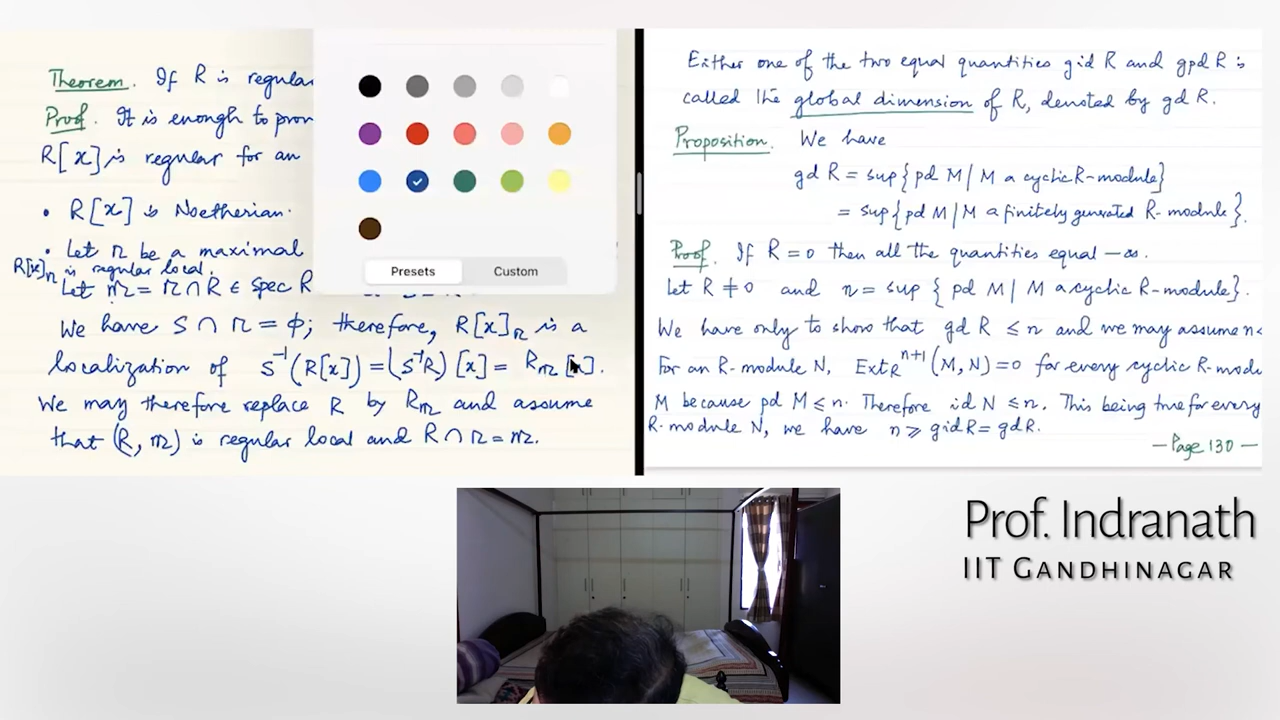 Theorem. If R is regular
Proof. It is enough to pron
R[x] is regular for an
• R[x] is Noetherian.
• Let n be a maximal
R[x]n is regular local.
Let m = n ∩ R ∈ spec R
We have S ∩ n = ϕ; therefore, R[x]n is a
localization of S⁻¹(R[x]) = (S⁻¹R)[x] = Rm[x].
We may therefore replace R by Rm and assume
that (R, m) is regular local and R ∩ n = m.
Presets
Custom
Either one of the two equal quantities gid R and gpd R is
called the global dimension of R, denoted by gd R.
Proposition. We have
gd R = sup{pd M | M a cyclic R-module}
= sup{pd M | M a finitely generated R-module}.
Proof. If R = 0 then all the quantities equal −∞.
Let R ≠ 0 and n = sup {pd M | M a cyclic R-module}.
We have only to show that gd R ≤ n and we may assume n<
For an R-module N, Ext_R^{n+1}(M, N) = 0 for every cyclic R-modu
M because pd M ≤ n. Therefore id N ≤ n. This being true for every
R-module N, we have n ≥ gid R = gd R.
— Page 130 —
Prof. Indranath
IIT GANDHINAGAR